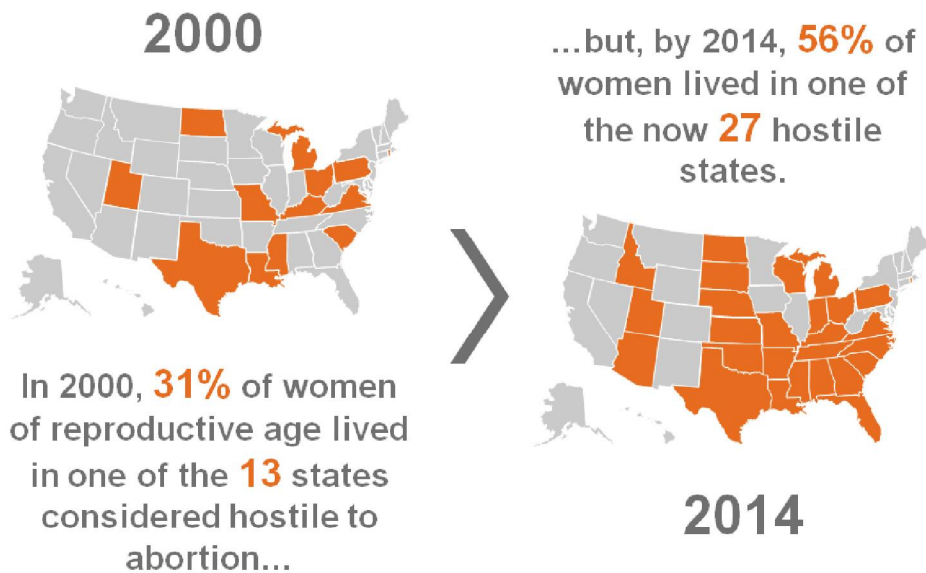 2000
In 2000, 31% of women
of reproductive age lived
in one of the 13 states
considered hostile to
abortion...
...but, by 2014, 56% of
women lived in one of
the now 27 hostile
states.
2014